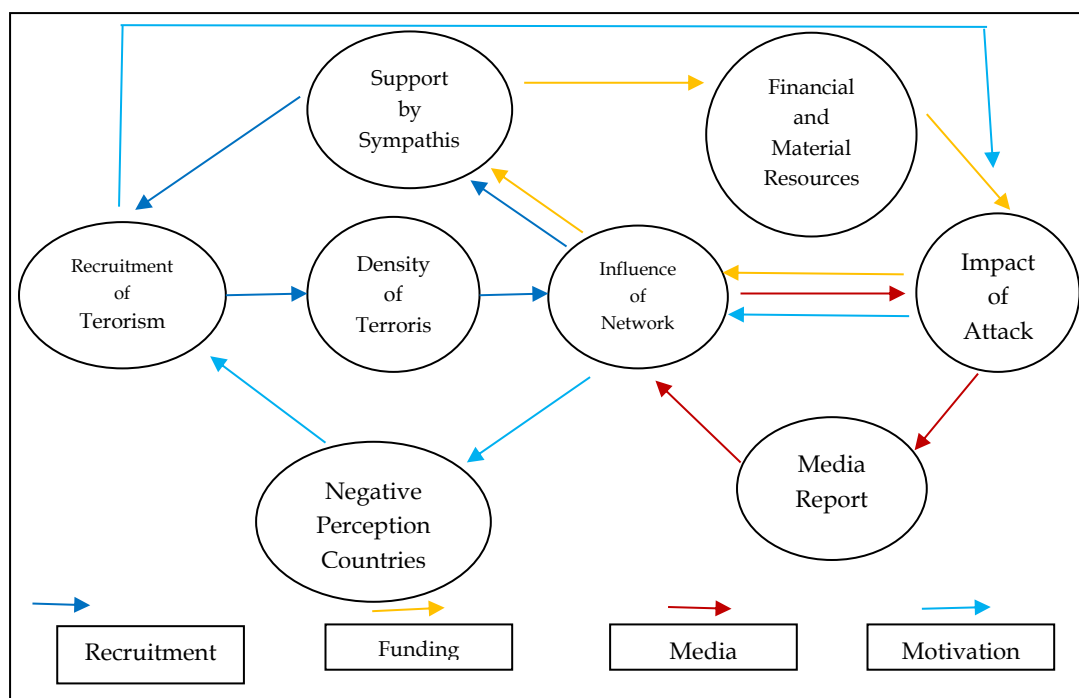 Support
by
Sympathis
Financial
and
Material
Resources
Recruitment
of
Terorism
Density
of
Terroris
Influence
of
Network
Impact
of
Attack
Negative
Perception
Countries
Media
Report
Recruitment
Funding
Media
Motivation